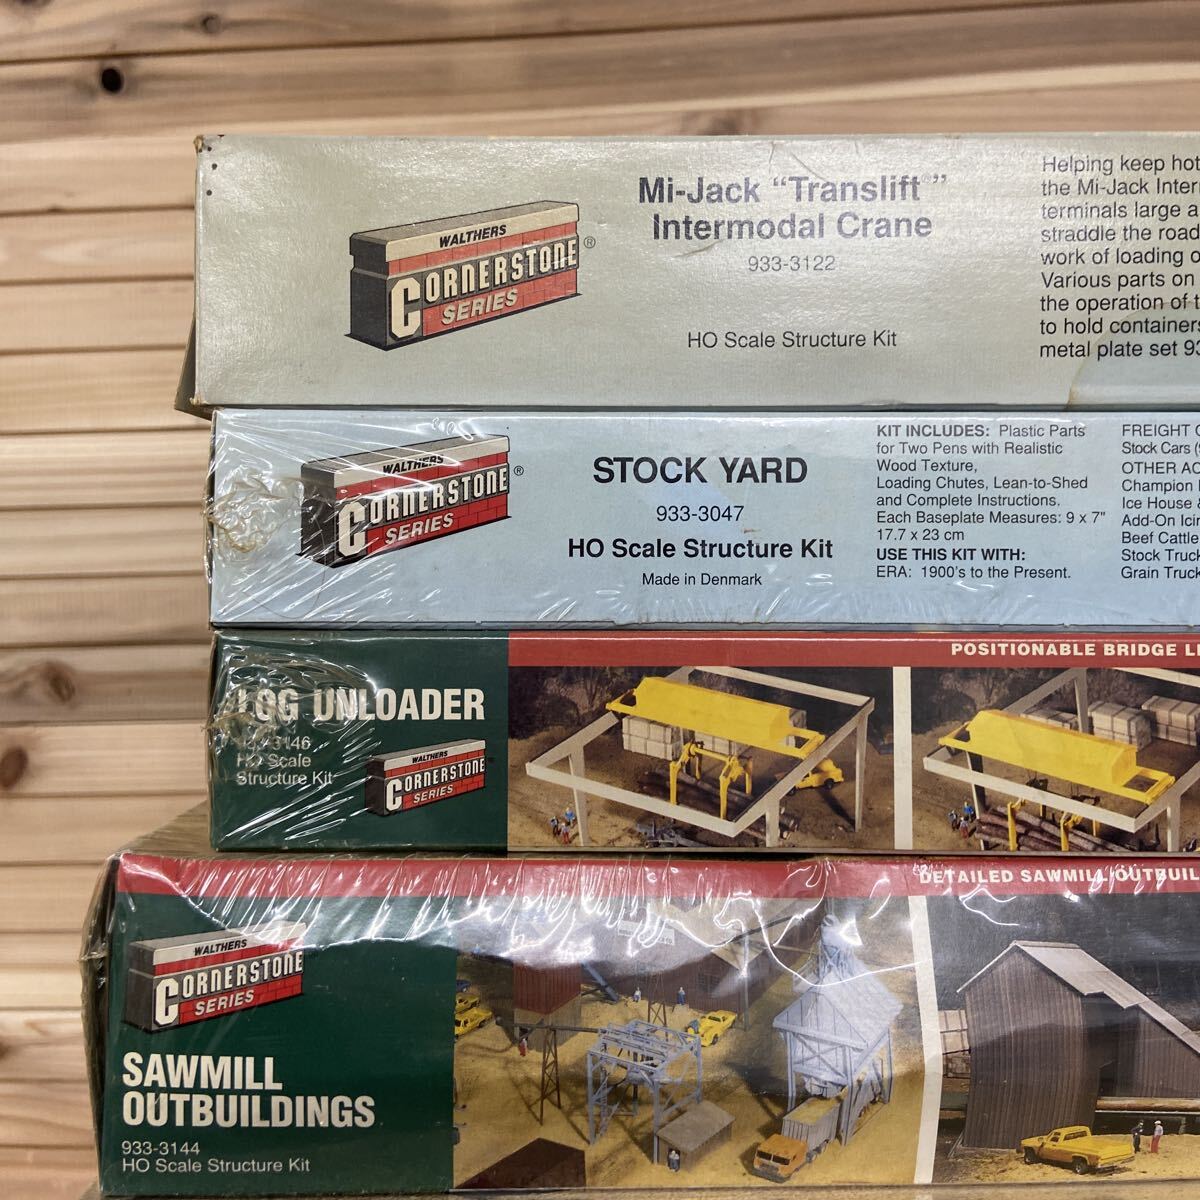 WALTHERS
CORNERSTONE ®
SERIES
Mi-Jack “Translift®”
Intermodal Crane
933-3122
HO Scale Structure Kit
Helping keep hot
the Mi-Jack Inter
terminals large a
straddle the road
work of loading o
Various parts on
the operation of t
to hold containers
metal plate set 93
WALTHERS
CORNERSTONE ®
SERIES
STOCK YARD
933-3047
HO Scale Structure Kit
Made in Denmark
KIT INCLUDES: Plastic Parts
for Two Pens with Realistic
Wood Texture,
Loading Chutes, Lean-to-Shed
and Complete Instructions.
Each Baseplate Measures: 9 x 7"
17.7 x 23 cm
USE THIS KIT WITH:
ERA: 1900's to the Present.
FREIGHT C
Stock Cars (9
OTHER AC
Champion
Ice House &
Add-On Icin
Beef Cattle
Stock Truck
Grain Truck
LOG UNLOADER
3146
HO Scale
Structure Kit
WALTHERS
CORNERSTONE
SERIES
POSITIONABLE BRIDGE LI
DETAILED SAWMILL OUTBUIL
WALTHERS
CORNERSTONE
SERIES
SAWMILL
OUTBUILDINGS
933-3144
HO Scale Structure Kit